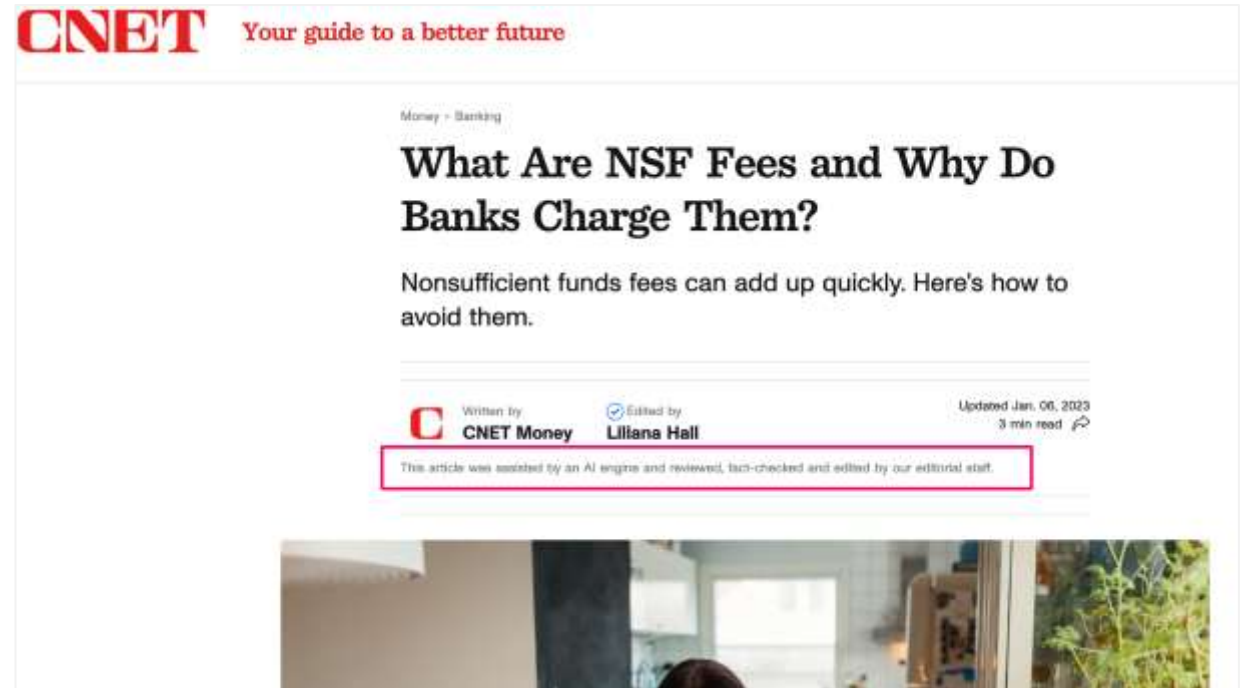 CNET Your guide to a better future
Money • Banking
What Are NSF Fees and Why Do
Banks Charge Them?
Nonsufficient funds fees can add up quickly. Here's how to
avoid them.
Written by Edited by Updated Jan. 06, 2023
CNET Money Liliana Hall 3 min read
This article was assisted by an AI engine and reviewed, fact-checked and edited by our editorial staff.